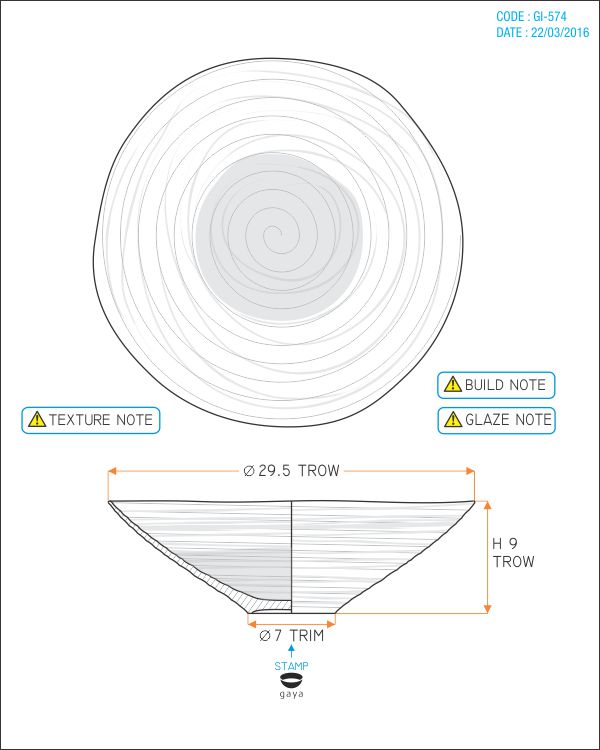 CODE : GI-574
DATE : 22/03/2016
BUILD NOTE
TEXTURE NOTE
GLAZE NOTE
Ø 29.5 TROW
H 9
TROW
Ø 7 TRIM
STAMP
gaya